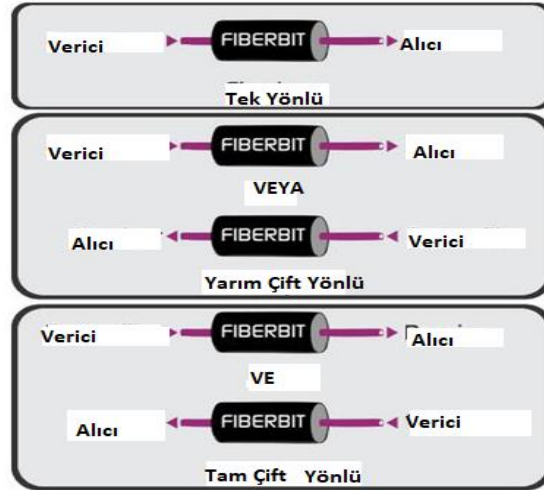 Verici FIBERBIT Alıcı
Tek Yönlü
Verici FIBERBIT Alıcı
VEYA
Alıcı FIBERBIT Verici
Yarım Çift Yönlü
Verici FIBERBIT Alıcı
VE
Alıcı FIBERBIT Verici
Tam Çift Yönlü